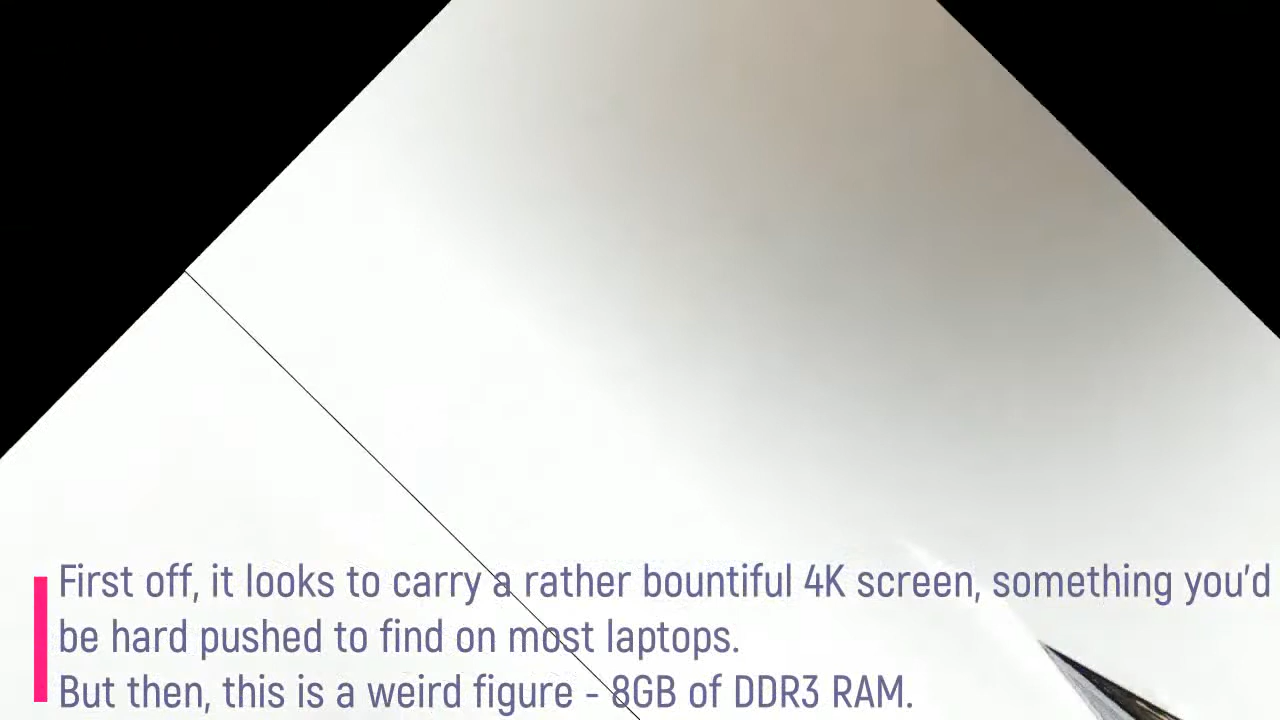 First off, it looks to carry a rather bountiful 4K screen, something you'd
be hard pushed to find on most laptops.
But then, this is a weird figure - 8GB of DDR3 RAM.